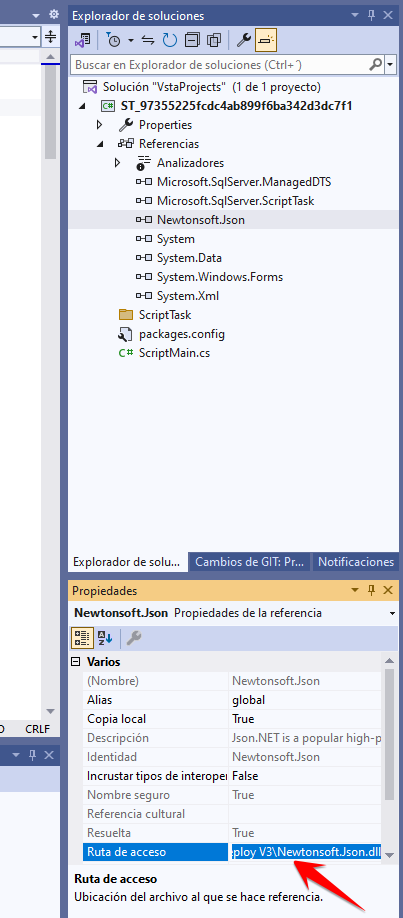 Explorador de soluciones
Buscar en Explorador de soluciones (Ctrl+´)
Solución "VstaProjects" (1 de 1 proyecto)
ST_97355225fcdc4ab899f6ba342d3dc7f1
Properties
Referencias
Analizadores
Microsoft.SqlServer.ManagedDTS
Microsoft.SqlServer.ScriptTask
Newtonsoft.Json
System
System.Data
System.Windows.Forms
System.Xml
ScriptTask
packages.config
C# ScriptMain.cs
Explorador de solu... Cambios de GIT: Pr... Notificaciones
Propiedades
Newtonsoft.Json Propiedades de la referencia
Varios
(Nombre) Newtonsoft.Json
Alias global
Copia local True
Descripción Json.NET is a popular high-p
Identidad Newtonsoft.Json
Incrustar tipos de interoper False
Nombre seguro True
Referencia cultural
Resuelta True
Ruta de acceso eploy V3\Newtonsoft.Json.dll
Ruta de acceso
Ubicación del archivo al que se hace referencia.
CRLF